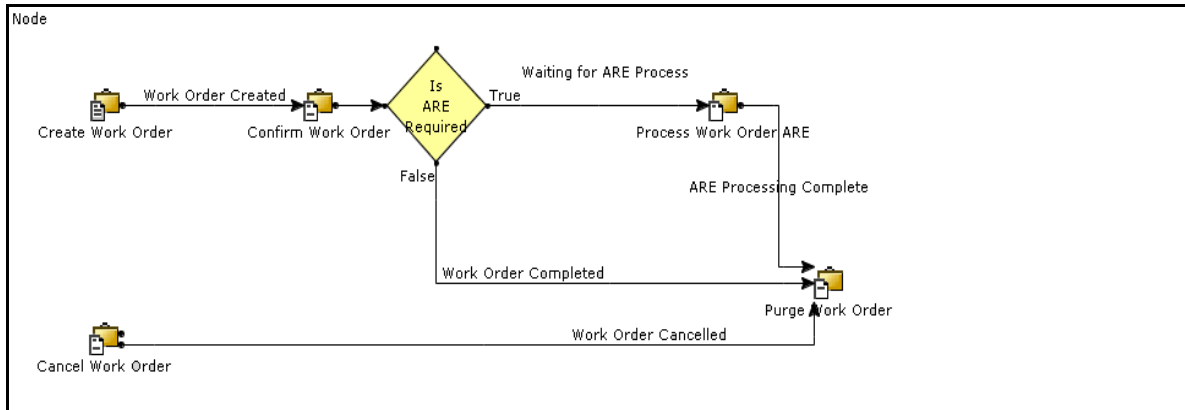 Node
Waiting for ARE Process
Work Order Created
Is
ARE
Required
True
Create Work Order
Confirm Work Order
Process Work Order ARE
False
ARE Processing Complete
Work Order Completed
Purge Work Order
Work Order Cancelled
Cancel Work Order